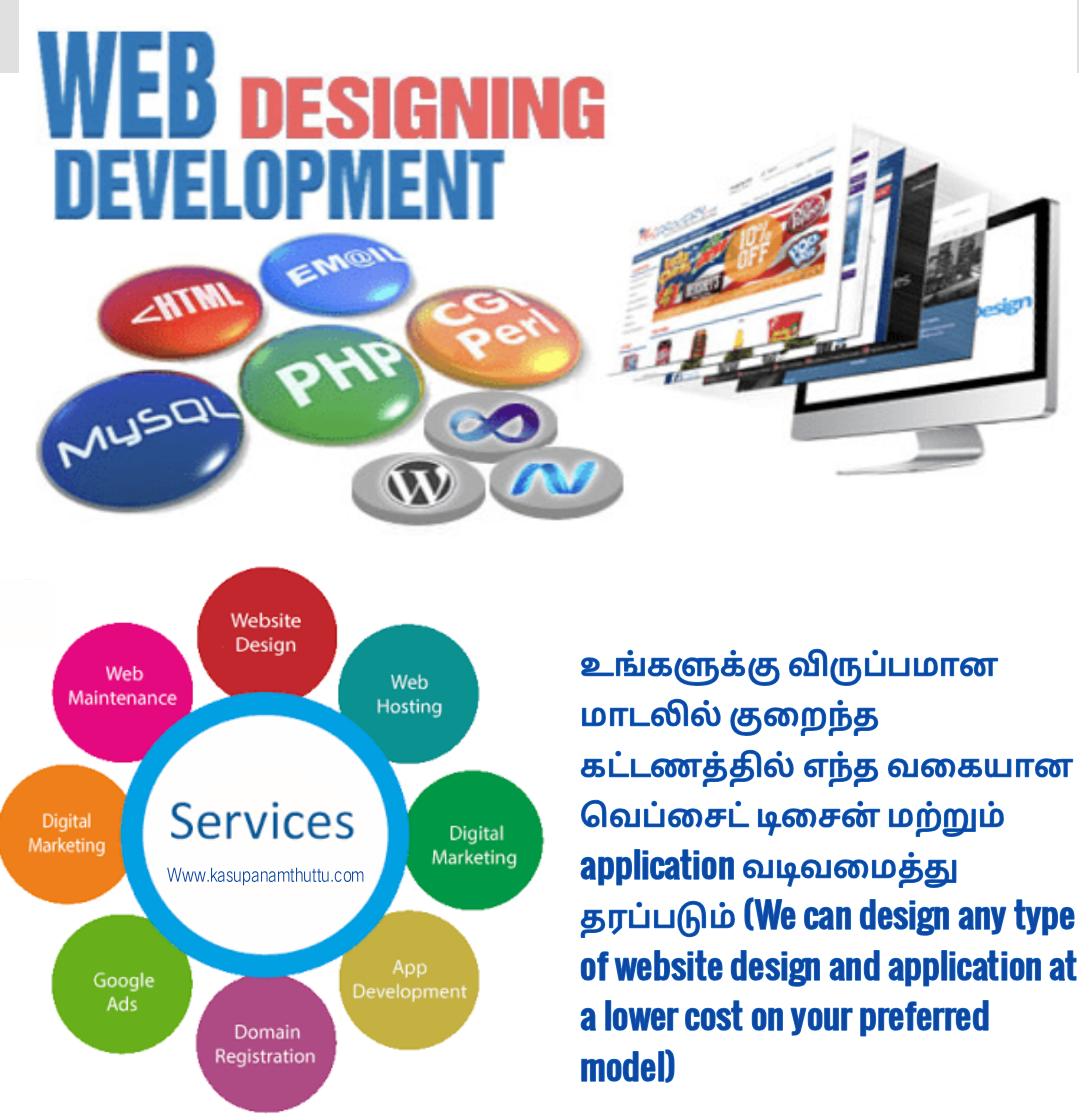 WEB DESIGNING
DEVELOPMENT
<HTML
EM@IL
CGI
Perl
PHP
MySQL
W
10%
OFF
HERSHEY'S
Design
Website
Design
Web
Hosting
Digital
Marketing
App
Development
Domain
Registration
Google
Ads
Digital
Marketing
Web
Maintenance
Services
Www.kasupanamthuttu.com
உங்களுக்கு விருப்பமான
மாடலில் குறைந்த
கட்டணத்தில் எந்த வகையான
வெப்சைட் டிசைன் மற்றும்
application வடிவமைத்து
தரப்படும் (We can design any type
of website design and application at
a lower cost on your preferred
model)